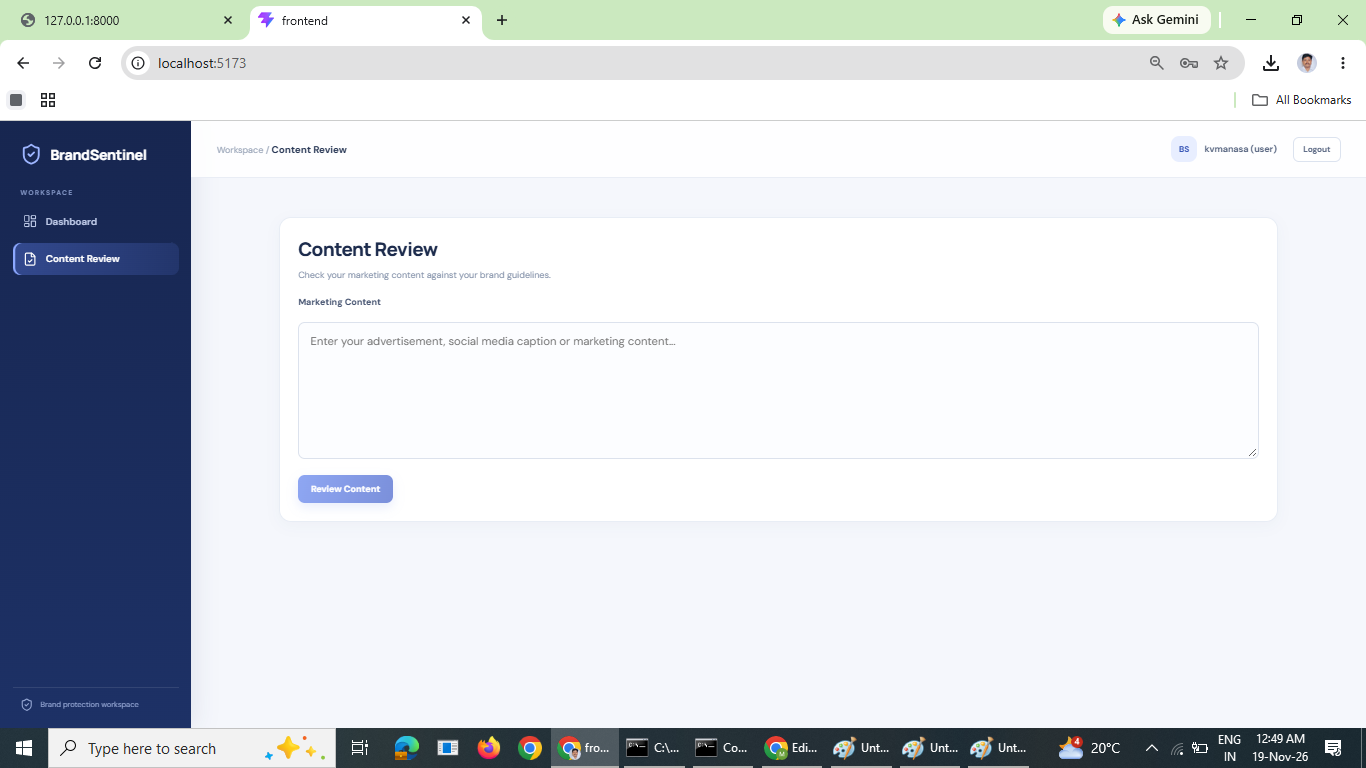 127.0.0.1:8000
frontend
Ask Gemini
localhost:5173
All Bookmarks
BrandSentinel
WORKSPACE
Dashboard
Content Review
Brand protection workspace
Workspace / Content Review
BS
kvmanasa (user)
Logout
Content Review
Check your marketing content against your brand guidelines.
Marketing Content
Enter your advertisement, social media caption or marketing content...
Review Content
Type here to search
fro...
C:\...
Co...
Edi...
Unt...
Unt...
Unt...
4
20°C
ENG
IN
12:49 AM
19-Nov-26